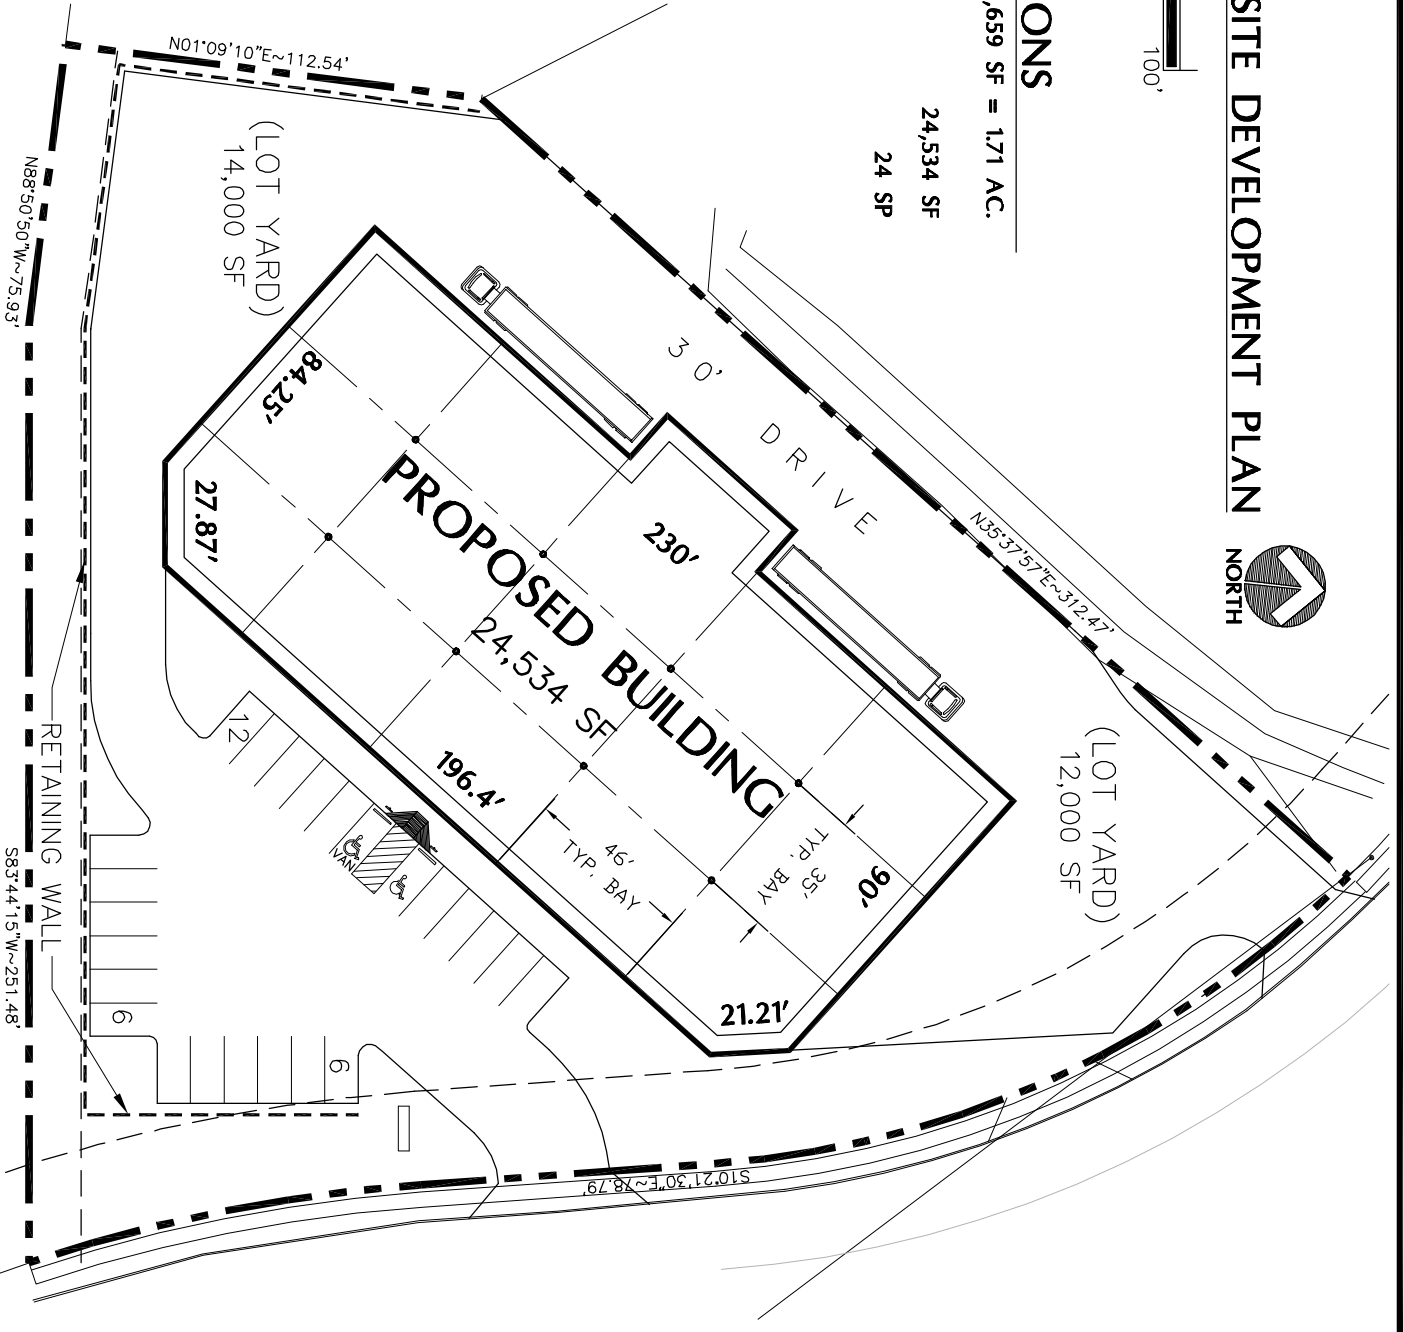 SITE DEVELOPMENT PLAN
NORTH
100'
ONS
,659 SF = 1.71 AC.
24,534 SF
24 SP
N01°09'10"E~112.54'
N88°50'50"W~75.93'
(LOT YARD)
14,000 SF
30' DRIVE
N35°37'57"E~312.47'
84.25'
27.87'
230'
PROPOSED BUILDING
24,534 SF
196.4'
46'
TYP. BAY
35'
TYP. BAY
90'
21.21'
(LOT YARD)
12,000 SF
12
VAN
6
6
RETAINING WALL
S83°44'15"W~251.48'
S10°21'30"E~78.79'